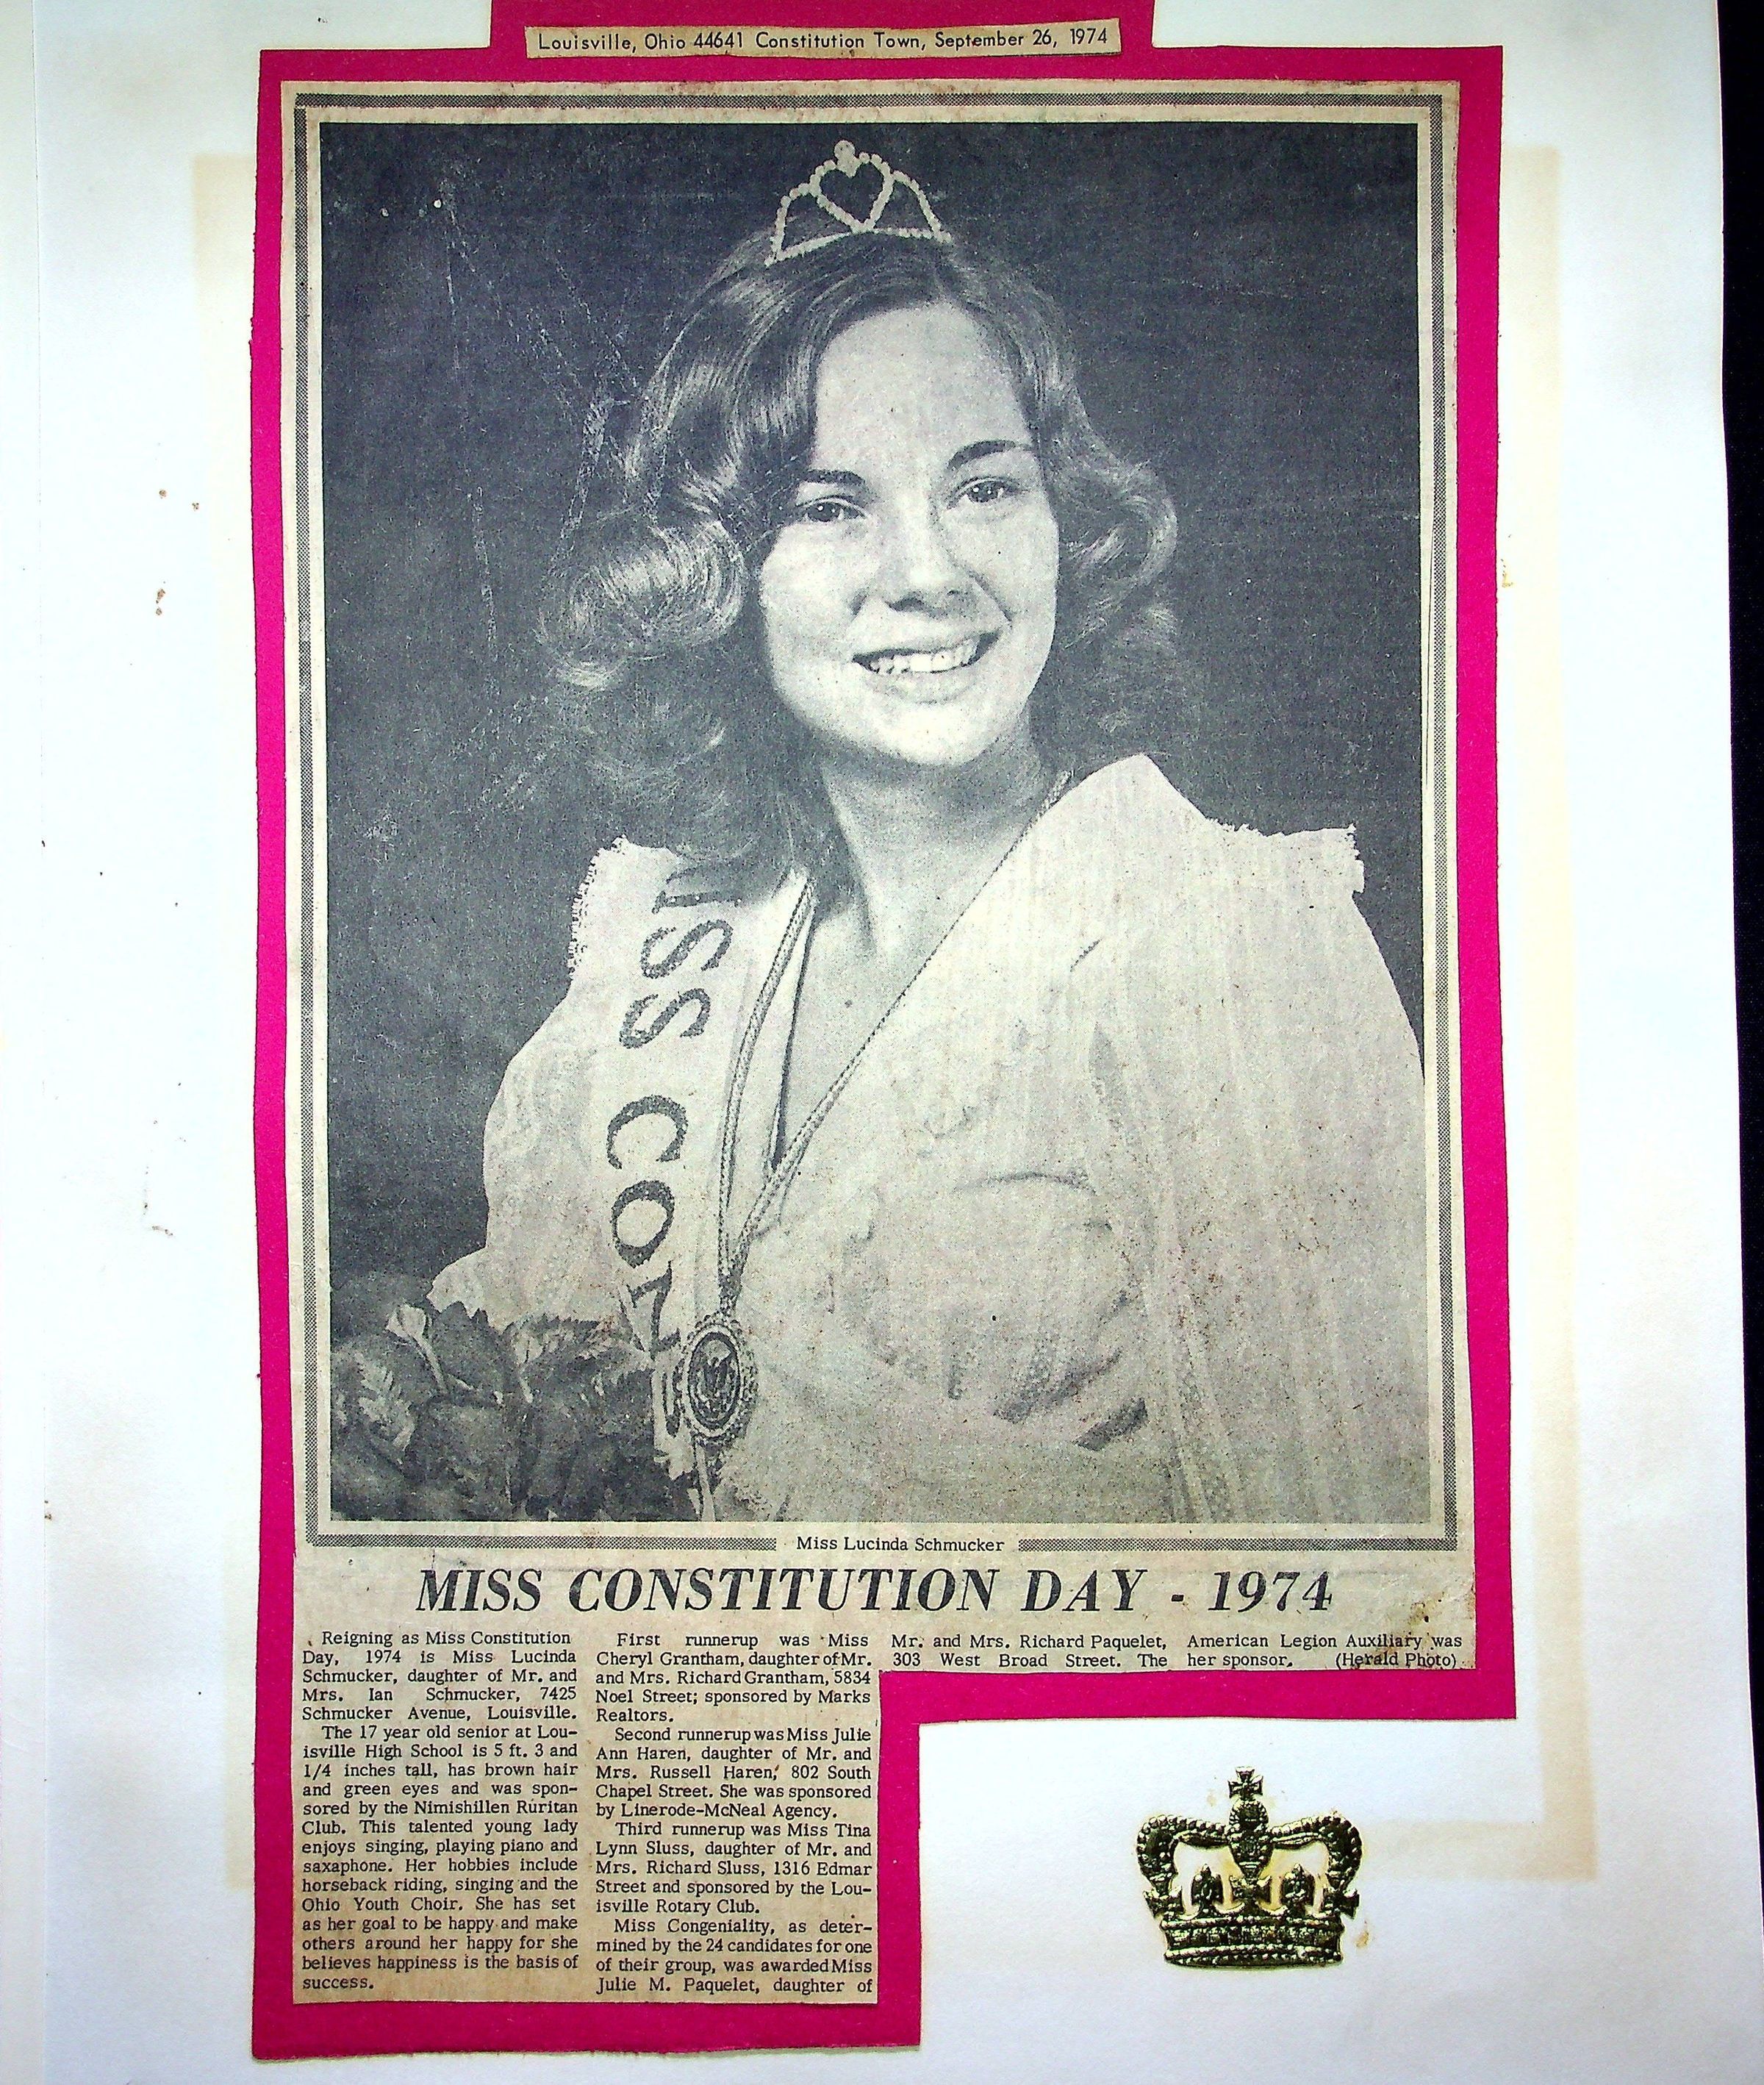 Louisville, Ohio 44641 Constitution Town, September 26, 1974
ISS CON
Miss Lucinda Schmucker
MISS CONSTITUTION DAY - 1974
Reigning as Miss Constitution
Day, 1974 is Miss Lucinda
Schmucker, daughter of Mr. and
Mrs. Ian Schmucker, 7425
Schmucker Avenue, Louisville.
The 17 year old senior at Lou-
isville High School is 5 ft. 3 and
1/4 inches tall, has brown hair
and green eyes and was spon-
sored by the Nimishillen Ruritan
Club. This talented young lady
enjoys singing, playing piano and
saxaphone. Her hobbies include
horseback riding, singing and the
Ohio Youth Choir. She has set
as her goal to be happy and make
others around her happy for she
believes happiness is the basis of
success.
First runnerup was Miss
Cheryl Grantham, daughter of Mr.
and Mrs. Richard Grantham, 5834
Noel Street; sponsored by Marks
Realtors.
Second runnerup was Miss Julie
Ann Haren, daughter of Mr. and
Mrs. Russell Haren, 802 South
Chapel Street. She was sponsored
by Linerode-McNeal Agency.
Third runnerup was Miss Tina
Lynn Sluss, daughter of Mr. and
Mrs. Richard Sluss, 1316 Edmar
Street and sponsored by the Lou-
isville Rotary Club.
Miss Congeniality, as deter-
mined by the 24 candidates for one
of their group, was awarded Miss
Julie M. Paquelet, daughter of
Mr. and Mrs. Richard Paquelet,
303 West Broad Street. The
American Legion Auxiliary was
her sponsor. (Herald Photo)